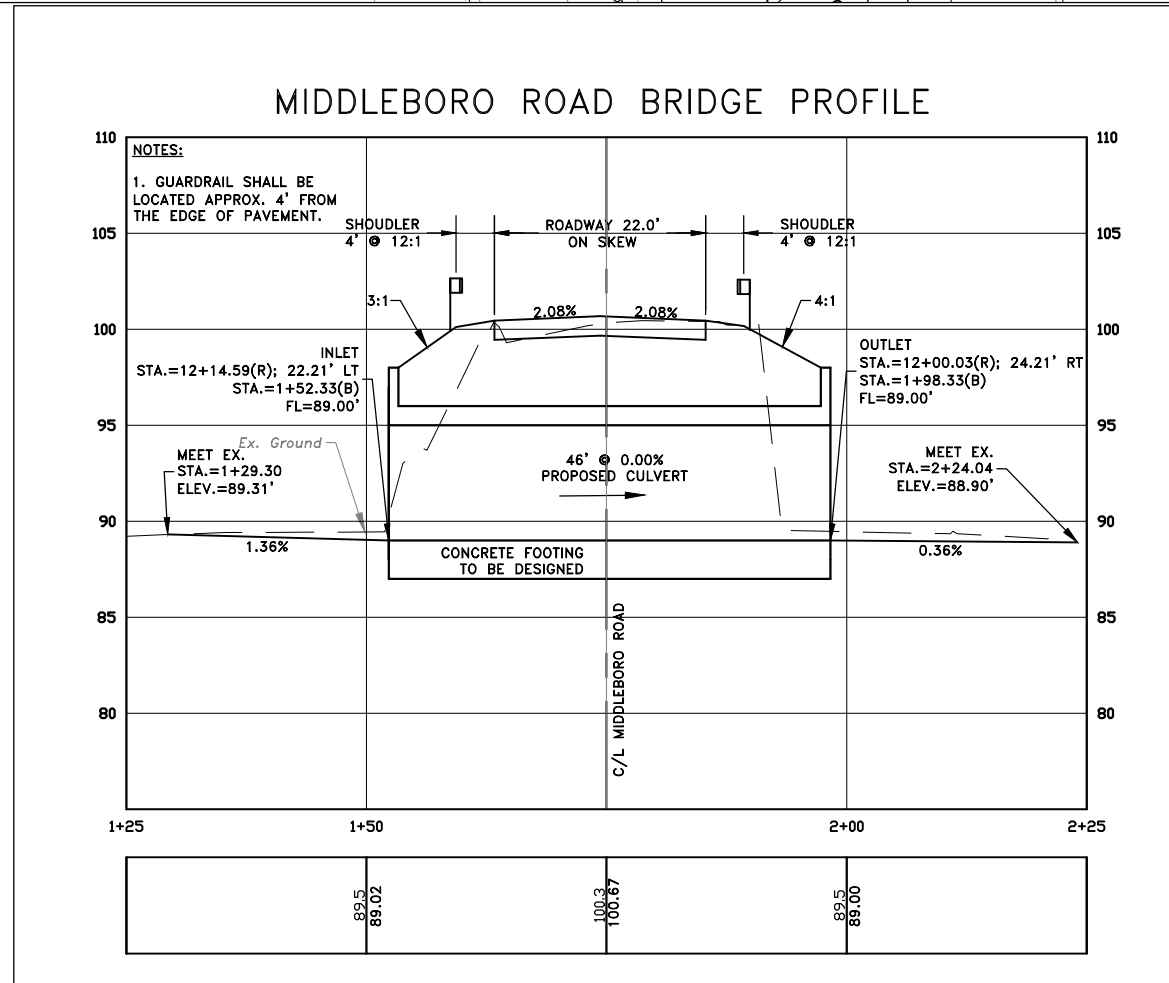 MIDDLEBORO ROAD BRIDGE PROFILE
110
110
NOTES:
1. GUARDRAIL SHALL BE
LOCATED APPROX. 4' FROM
THE EDGE OF PAVEMENT.
SHOUDLER
4' @ 12:1
ROADWAY 22.0'
ON SKEW
SHOUDLER
4' @ 12:1
105
105
3:1
2.08%
2.08%
4:1
100
100
INLET
STA.=12+14.59(R); 22.21' LT
STA.=1+52.33(B)
FL=89.00'
OUTLET
STA.=12+00.03(R); 24.21' RT
STA.=1+98.33(B)
FL=89.00'
95
95
Ex. Ground
MEET EX.
STA.=1+29.30
ELEV.=89.31'
46' @ 0.00%
PROPOSED CULVERT
MEET EX.
STA.=2+24.04
ELEV.=88.90'
90
90
1.36%
CONCRETE FOOTING
TO BE DESIGNED
0.36%
85
85
C/L MIDDLEBORO ROAD
80
80
1+25
1+50
2+00
2+25
89.5
89.02
100.3
100.67
89.5
89.00